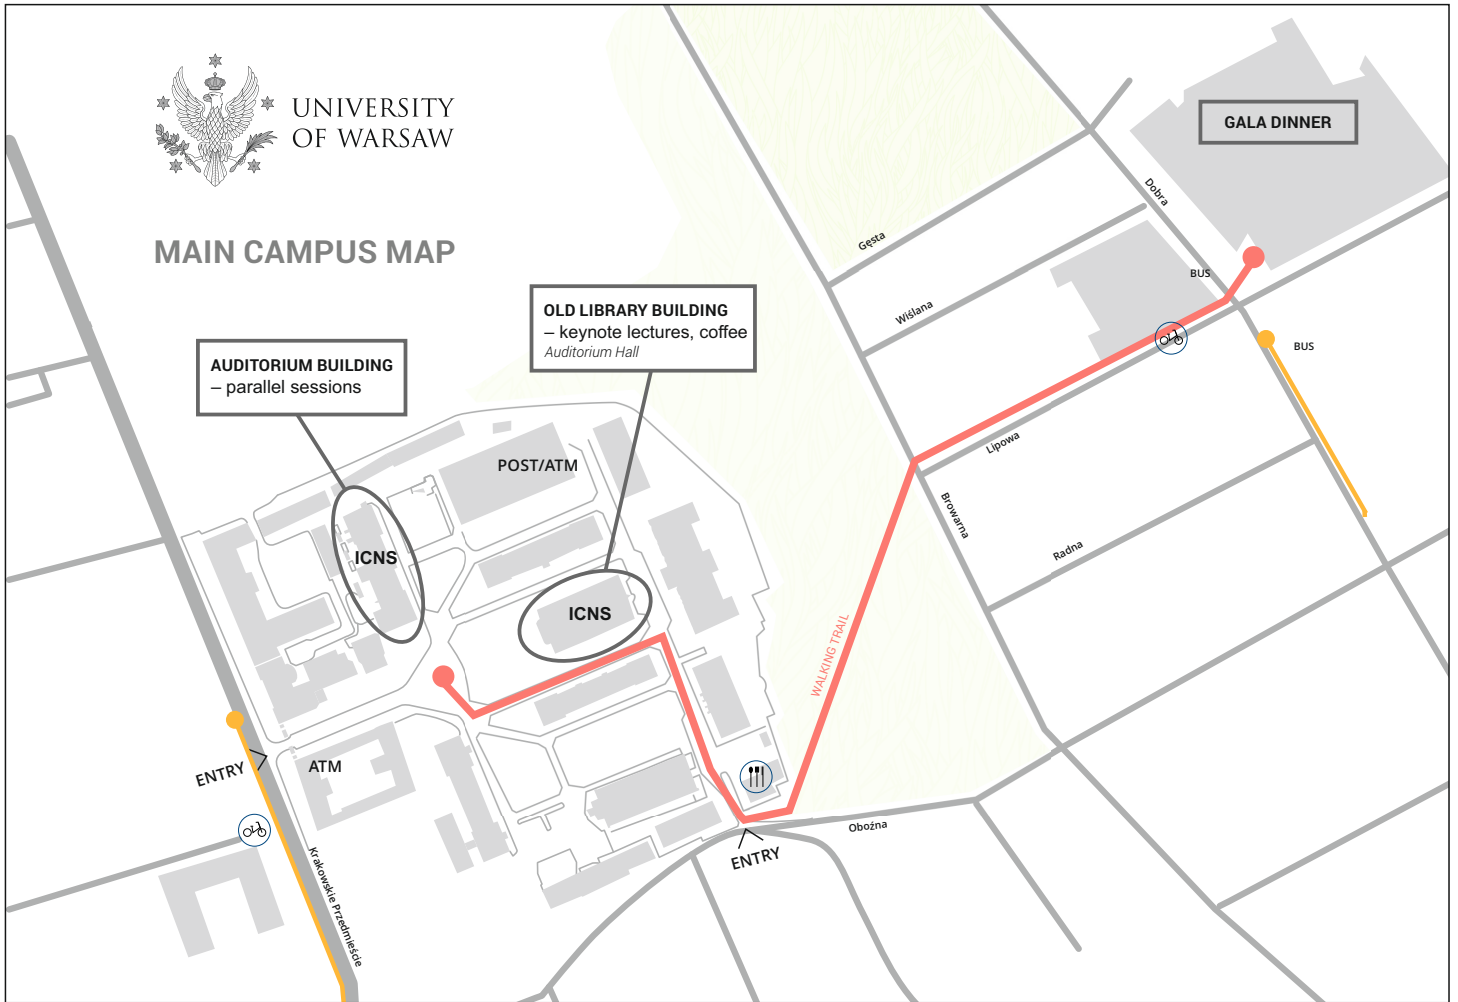 UNIVERSITY
OF WARSAW
MAIN CAMPUS MAP
GALA DINNER
Dobra
Gęsta
BUS
Wiślana
OLD LIBRARY BUILDING
– keynote lectures, coffee
Auditorium Hall
AUDITORIUM BUILDING
– parallel sessions
BUS
Lipowa
POST/ATM
Browarna
Radna
ICNS
ICNS
WALKING TRAIL
ENTRY
ATM
Oboźna
ENTRY
Krakowskie Przedmieście